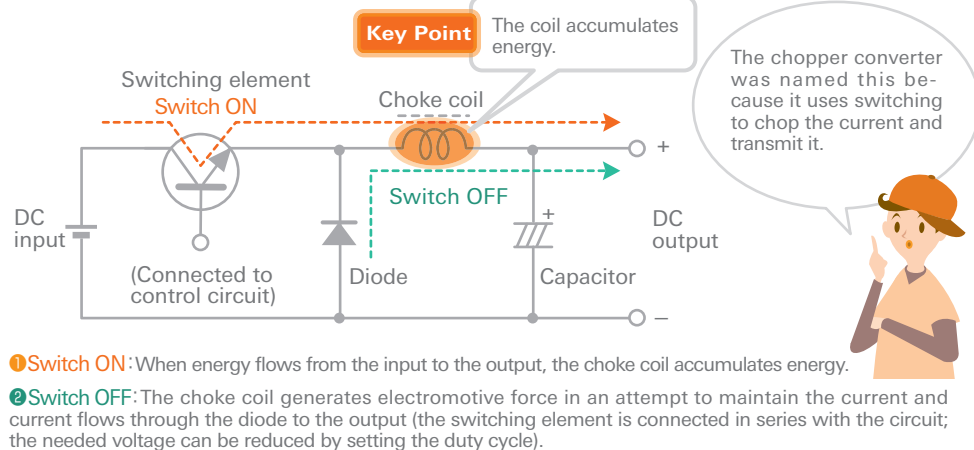 Key Point
The coil accumulates
energy.
Switching element
Switch ON
Choke coil
The chopper converter
was named this be-
cause it uses switching
to chop the current and
transmit it.
+
Switch OFF
DC
input
+
DC
output
(Connected to
control circuit)
Diode
Capacitor
−
❶Switch ON:When energy flows from the input to the output, the choke coil accumulates energy.
❷Switch OFF:The choke coil generates electromotive force in an attempt to maintain the current and
current flows through the diode to the output (the switching element is connected in series with the circuit;
the needed voltage can be reduced by setting the duty cycle).